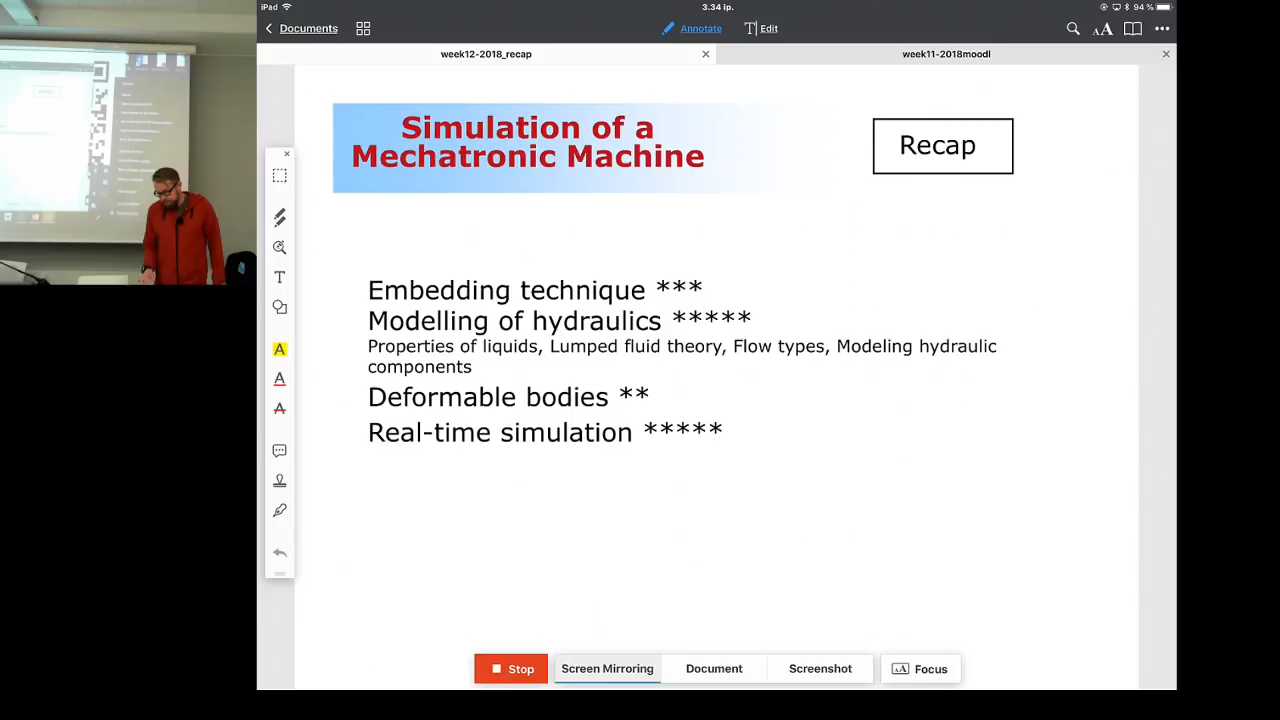 iPad
3.34 ip.
94 %
Documents
Annotate
T Edit
AA
week12-2018_recap
week11-2018moodl
Simulation of a
Mechatronic Machine
Recap
Embedding technique ***
Modelling of hydraulics *****
Properties of liquids, Lumped fluid theory, Flow types, Modeling hydraulic
components
Deformable bodies **
Real-time simulation *****
T
A
A
A
Stop
Screen Mirroring
Document
Screenshot
AA Focus